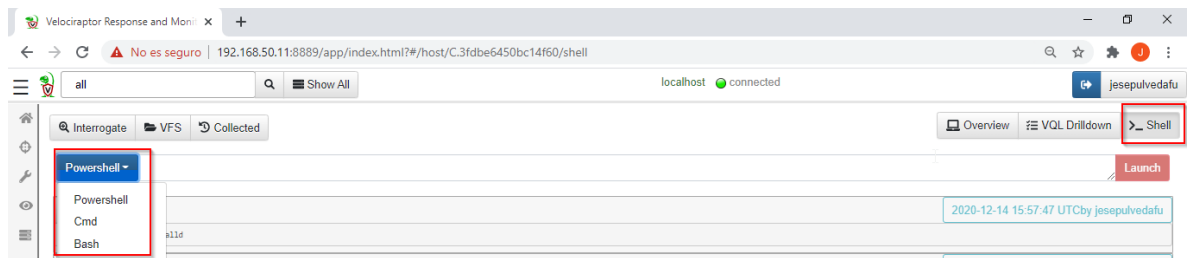 Velociraptor Response and Moni
No es seguro | 192.168.50.11:8889/app/index.html?#/host/C.3fdbe6450bc14f60/shell
all Show All localhost connected jesepulvedafu
Interrogate VFS Collected Overview VQL Drilldown >_ Shell
Powershell Launch
Powershell
2020-12-14 15:57:47 UTCby jesepulvedafu
Cmd
alld
Bash